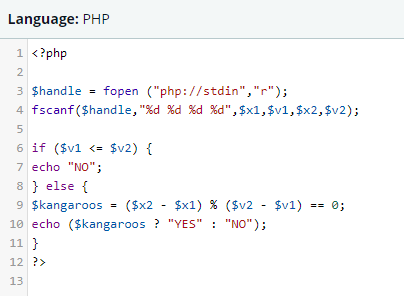 Language: PHP
1 <?php
2
3 $handle = fopen ("php://stdin","r");
4 fscanf($handle,"%d %d %d %d",$x1,$v1,$x2,$v2);
5
6 if ($v1 <= $v2) {
7 echo "NO";
8 } else {
9 $kangaroos = ($x2 - $x1) % ($v2 - $v1) == 0;
10 echo ($kangaroos ? "YES" : "NO");
11 }
12 ?>
13